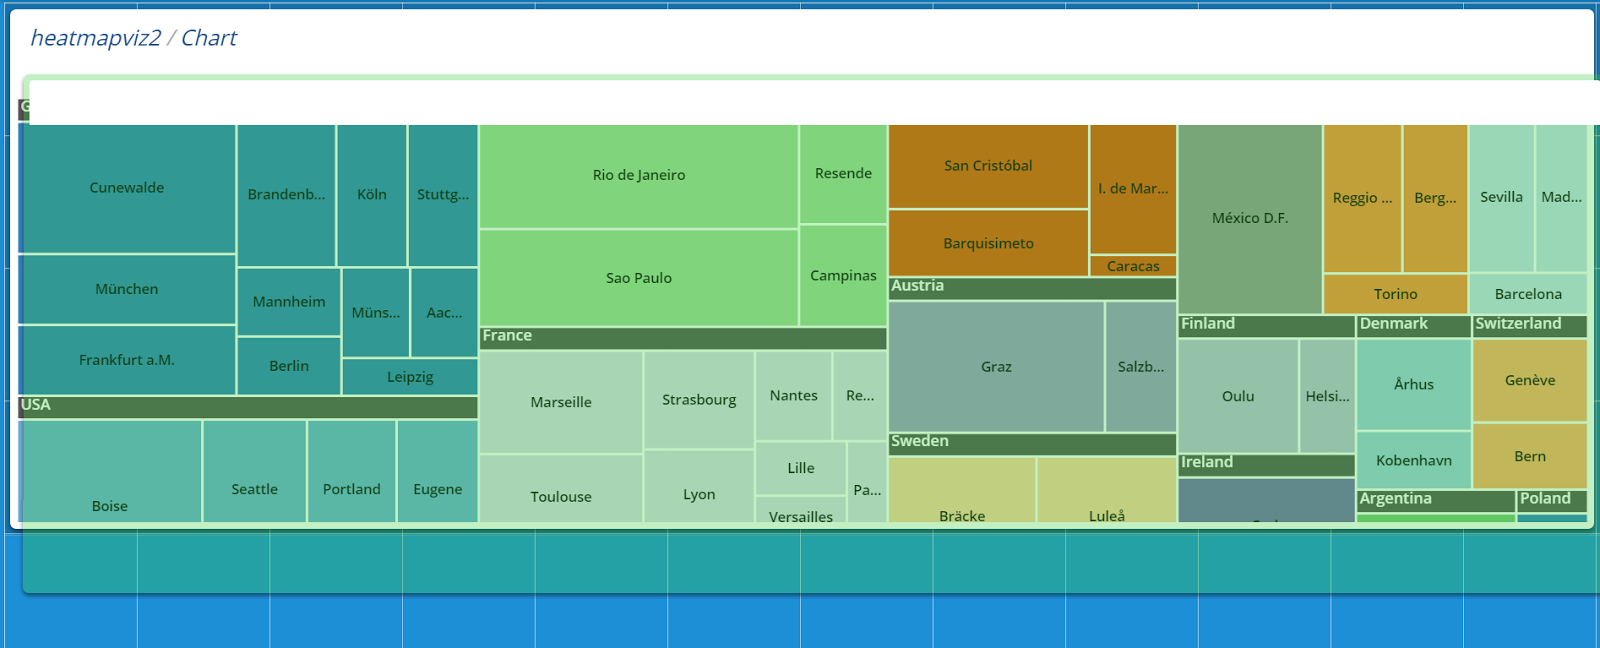 heatmapviz2 / Chart
Cunewalde
Brandenb...
Köln
Stuttg...
München
Mannheim
Müns...
Aac...
Frankfurt a.M.
Berlin
Leipzig
USA
Boise
Seattle
Portland
Eugene
Rio de Janeiro
Resende
Sao Paulo
Campinas
France
Marseille
Strasbourg
Nantes
Re...
Toulouse
Lyon
Lille
Pa...
Versailles
San Cristóbal
I. de Mar...
Barquisimeto
Caracas
Austria
Graz
Salzb...
Sweden
Bräcke
Luleå
México D.F.
Reggio ...
Berg...
Torino
Sevilla
Mad...
Barcelona
Finland
Oulu
Helsi...
Ireland
Denmark
Århus
Kobenhavn
Switzerland
Genève
Bern
Argentina
Poland